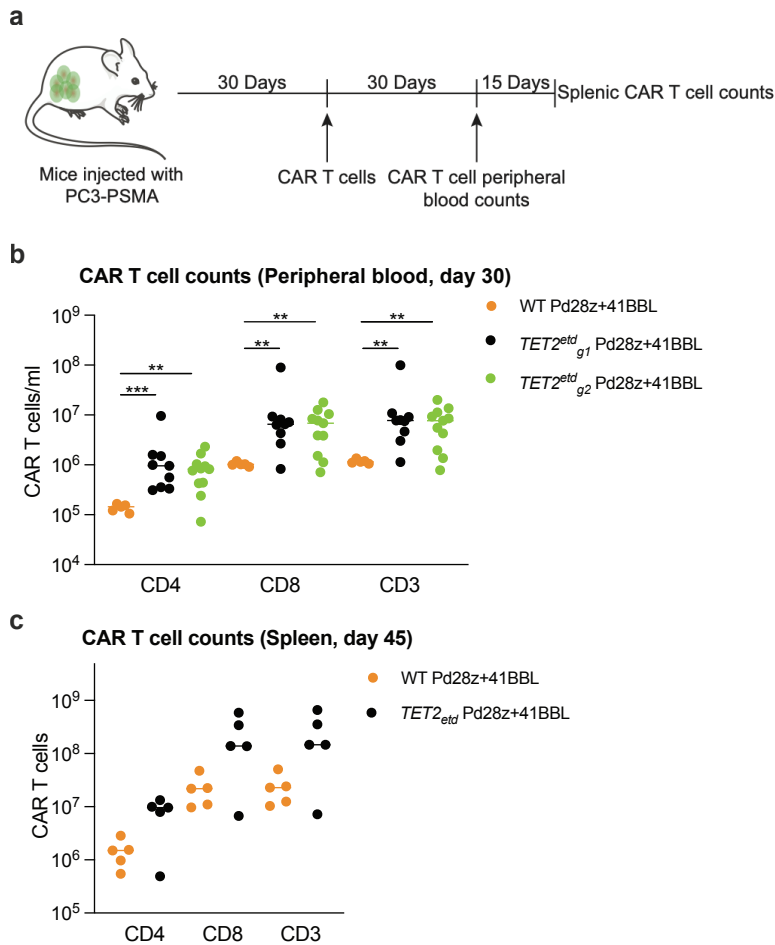 a
30 Days 30 Days 15 Days
Splenic CAR T cell counts
Mice injected with
PC3-PSMA
CAR T cells
CAR T cell peripheral
blood counts
b
CAR T cell counts (Peripheral blood, day 30)
CAR T cells/ml
10⁹
10⁸
10⁷
10⁶
10⁵
10⁴
***
**
**
**
**
**
CD4 CD8 CD3
WT Pd28z+41BBL
TET2ᵉᵗᵈg1 Pd28z+41BBL
TET2ᵉᵗᵈg2 Pd28z+41BBL
c
CAR T cell counts (Spleen, day 45)
CAR T cells
10⁹
10⁸
10⁷
10⁶
10⁵
CD4 CD8 CD3
WT Pd28z+41BBL
TET2etd Pd28z+41BBL